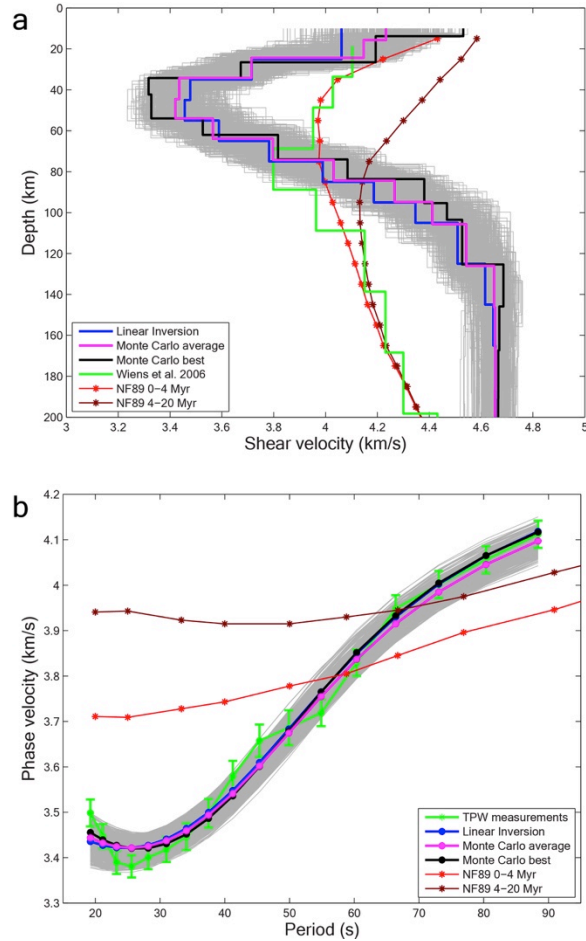 a
0
20
40
60
80
100
120
140
160
180
200
Depth (km)
Linear Inversion
Monte Carlo average
Monte Carlo best
Wiens et al. 2006
NF89 0-4 Myr
NF89 4-20 Myr
3 3.2 3.4 3.6 3.8 4 4.2 4.4 4.6 4.8 5
Shear velocity (km/s)
b
4.2
4.1
4
3.9
3.8
3.7
3.6
3.5
3.4
3.3
Phase velocity (km/s)
TPW measurements
Linear Inversion
Monte Carlo average
Monte Carlo best
NF89 0-4 Myr
NF89 4-20 Myr
20 30 40 50 60 70 80 90
Period (s)